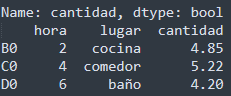 Name: cantidad, dtype: bool
hora lugar cantidad
B0 2 cocina 4.85
C0 4 comedor 5.22
D0 6 baño 4.20